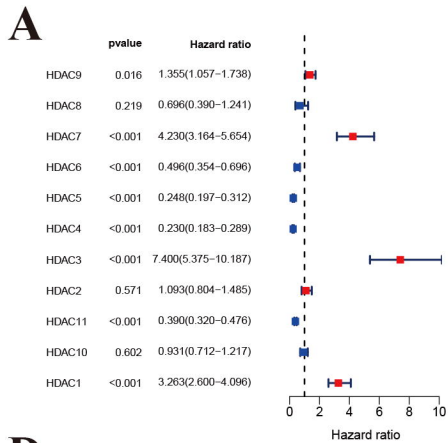 A
pvalue Hazard ratio
HDAC9 0.016 1.355(1.057−1.738)
HDAC8 0.219 0.696(0.390−1.241)
HDAC7 <0.001 4.230(3.164−5.654)
HDAC6 <0.001 0.496(0.354−0.696)
HDAC5 <0.001 0.248(0.197−0.312)
HDAC4 <0.001 0.230(0.183−0.289)
HDAC3 <0.001 7.400(5.375−10.187)
HDAC2 0.571 1.093(0.804−1.485)
HDAC11 <0.001 0.390(0.320−0.476)
HDAC10 0.602 0.931(0.712−1.217)
HDAC1 <0.001 3.263(2.600−4.096)
0 2 4 6 8 10
Hazard ratio